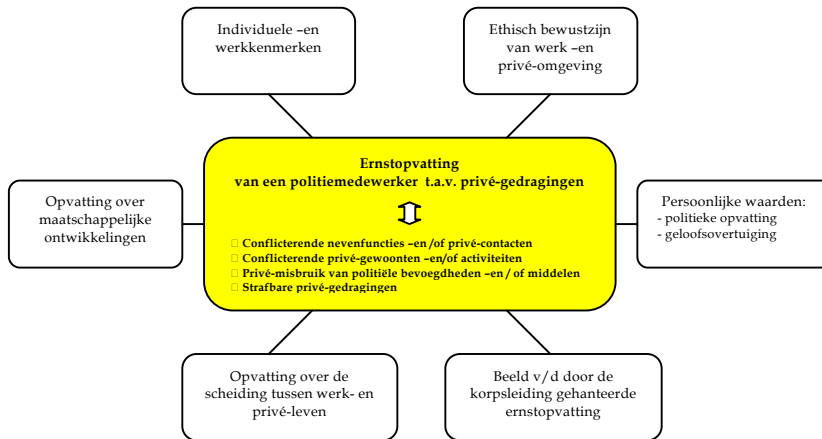 Individuele –en
werkkenmerken
Ethisch bewustzijn
van werk –en
privé-omgeving
Ernstopvatting
van een politiemedewerker t.a.v. privé-gedragingen
Opvatting over
maatschappelijke
ontwikkelingen
Persoonlijke waarden:
- politieke opvatting
- geloofsovertuiging
□ Conflicterende nevenfuncties –en /of privé-contacten
□ Conflicterende privé-gewoonten –en/of activiteiten
□ Privé-misbruik van politiële bevoegdheden –en / of middelen
□ Strafbare privé-gedragingen
Opvatting over de
scheiding tussen werk- en
privé-leven
Beeld v/d door de
korpsleiding gehanteerde
ernstopvatting